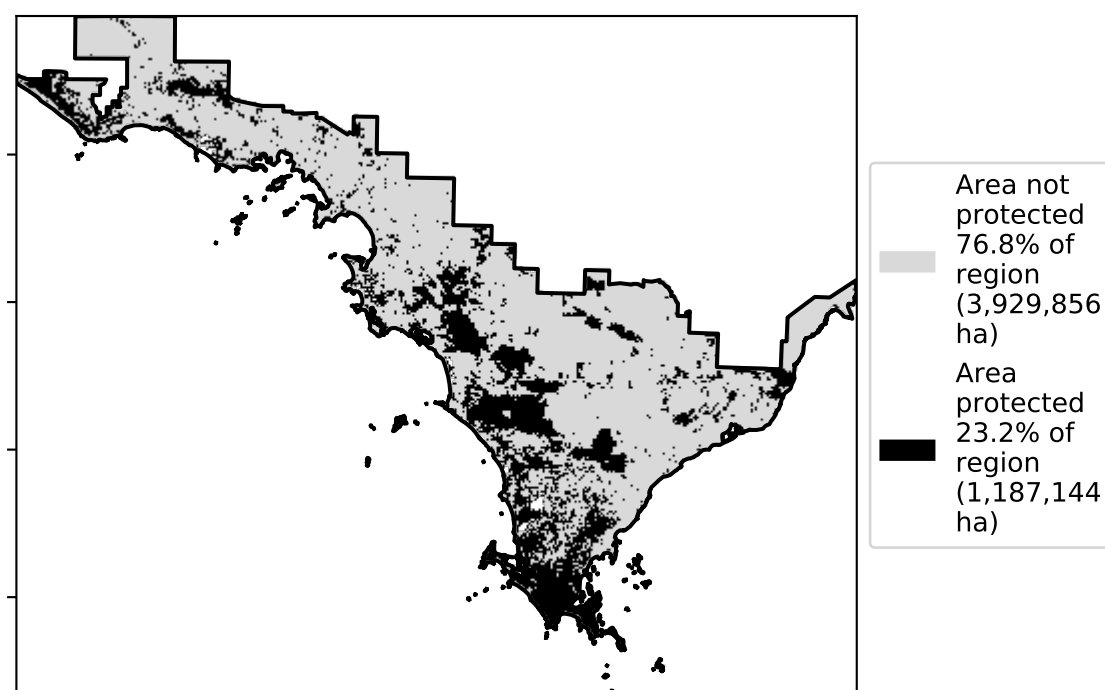 Area not
protected
76.8% of
region
(3,929,856
ha)
Area
protected
23.2% of
region
(1,187,144
ha)